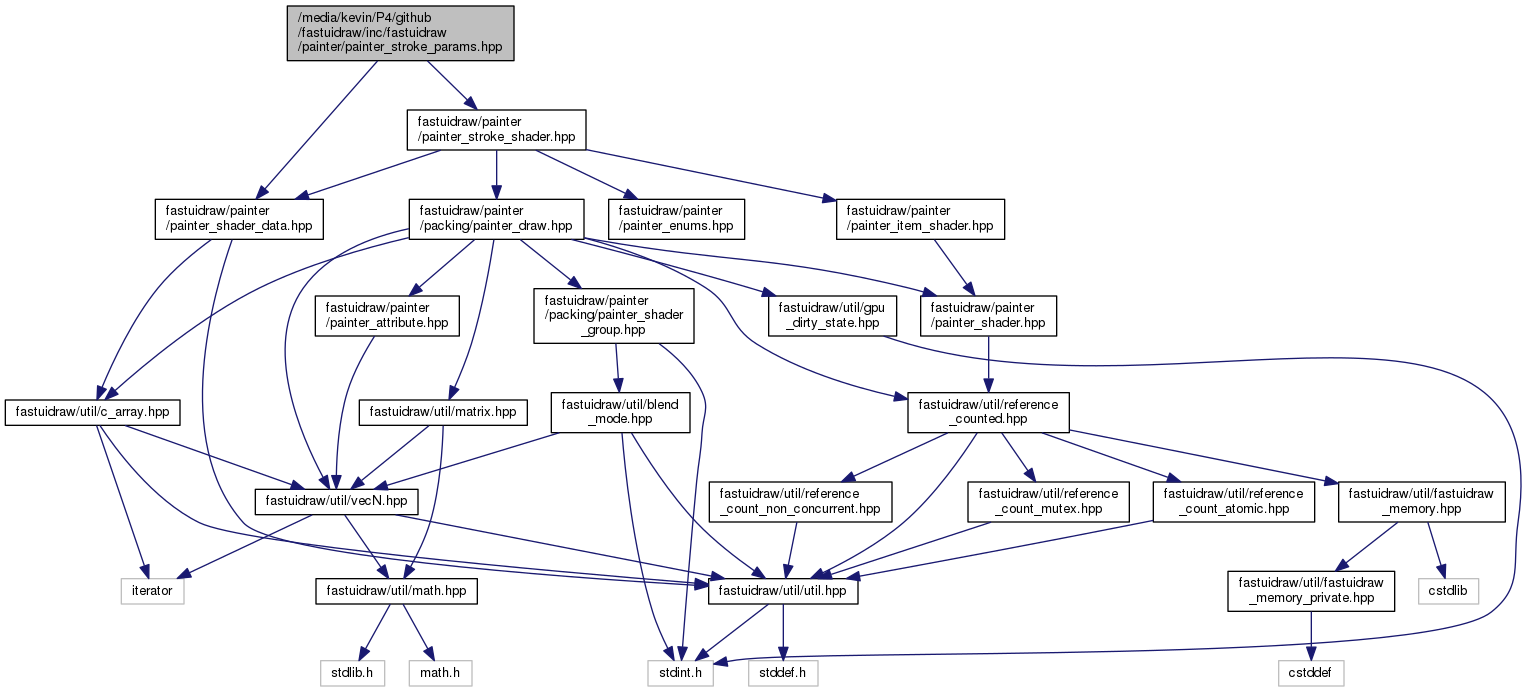 /media/kevin/P4/github
/fastuidraw/inc/fastuidraw
/painter/painter_stroke_params.hpp
fastuidraw/painter
/painter_stroke_shader.hpp
fastuidraw/painter
/painter_shader_data.hpp
fastuidraw/painter
/packing/painter_draw.hpp
fastuidraw/painter
/painter_enums.hpp
fastuidraw/painter
/painter_item_shader.hpp
fastuidraw/painter
/painter_attribute.hpp
fastuidraw/painter
/packing/painter_shader
_group.hpp
fastuidraw/util/gpu
_dirty_state.hpp
fastuidraw/painter
/painter_shader.hpp
fastuidraw/util/c_array.hpp
fastuidraw/util/matrix.hpp
fastuidraw/util/blend
_mode.hpp
fastuidraw/util/reference
_counted.hpp
fastuidraw/util/vecN.hpp
fastuidraw/util/reference
_count_non_concurrent.hpp
fastuidraw/util/reference
_count_mutex.hpp
fastuidraw/util/reference
_count_atomic.hpp
fastuidraw/util/fastuidraw
_memory.hpp
iterator
fastuidraw/util/math.hpp
fastuidraw/util/util.hpp
fastuidraw/util/fastuidraw
_memory_private.hpp
cstdlib
stdlib.h
math.h
stdint.h
stddef.h
cstddef